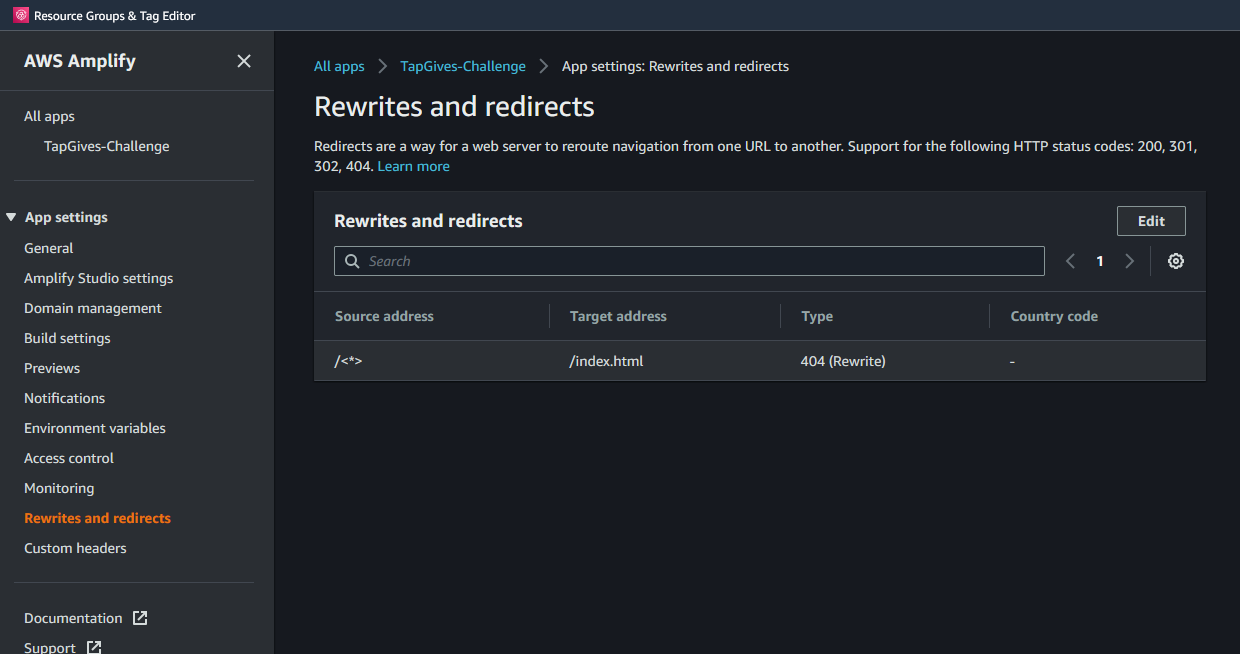 Resource Groups & Tag Editor
AWS Amplify
All apps
TapGives-Challenge
App settings
General
Amplify Studio settings
Domain management
Build settings
Previews
Notifications
Environment variables
Access control
Monitoring
Rewrites and redirects
Custom headers
Documentation
Support
All apps TapGives-Challenge App settings: Rewrites and redirects
Rewrites and redirects
Redirects are a way for a web server to reroute navigation from one URL to another. Support for the following HTTP status codes: 200, 301,
302, 404. Learn more
Rewrites and redirects
Edit
Search
1
Source address Target address Type Country code
/<*> /index.html 404 (Rewrite) -